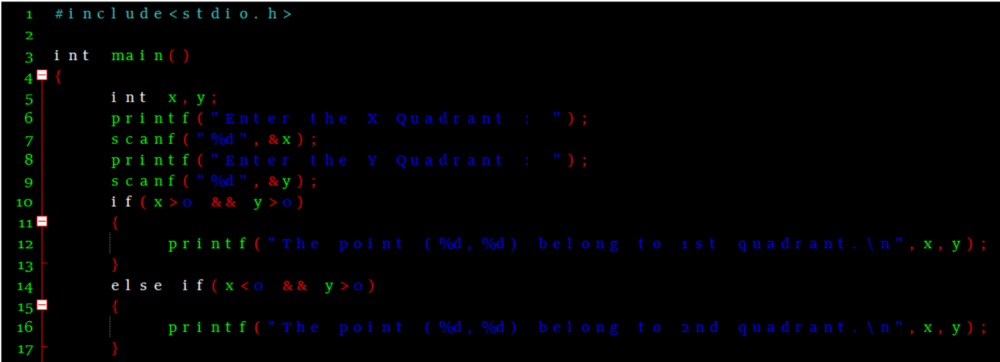 1 #include<stdio.h>
2
3 int main()
4 {
5 int x,y;
6 printf("Enter the X Quadrant : ");
7 scanf("%d",&x);
8 printf("Enter the Y Quadrant : ");
9 scanf("%d",&y);
10 if(x>0 && y>0)
11 {
12 printf("The point (%d,%d) belong to 1st quadrant.\n",x,y);
13 }
14 else if(x<0 && y>0)
15 {
16 printf("The point (%d,%d) belong to 2nd quadrant.\n",x,y);
17 }